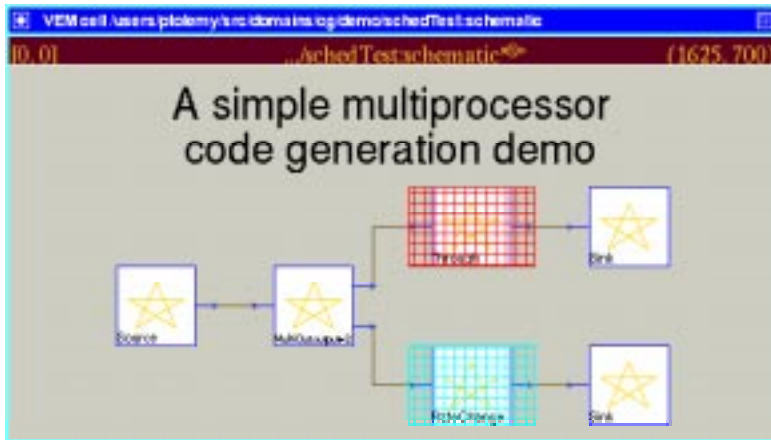 VEM cell /users/ptolemy/src/domains/cg/demo/schedTest:schematic
[0, 0] .../schedTest:schematic (1625, 700)
A simple multiprocessor
code generation demo
Through
Sink
Source
RateChange
Sink